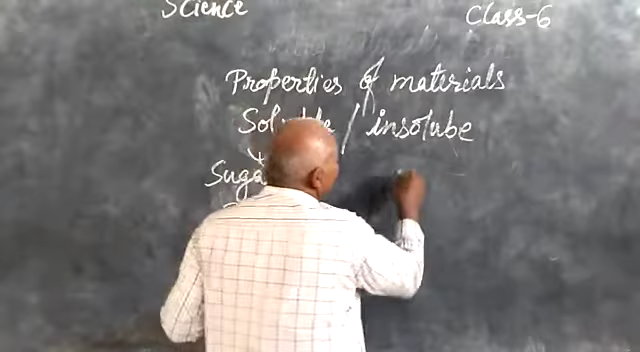 Science Class-6
Properties of materials
/ insolube